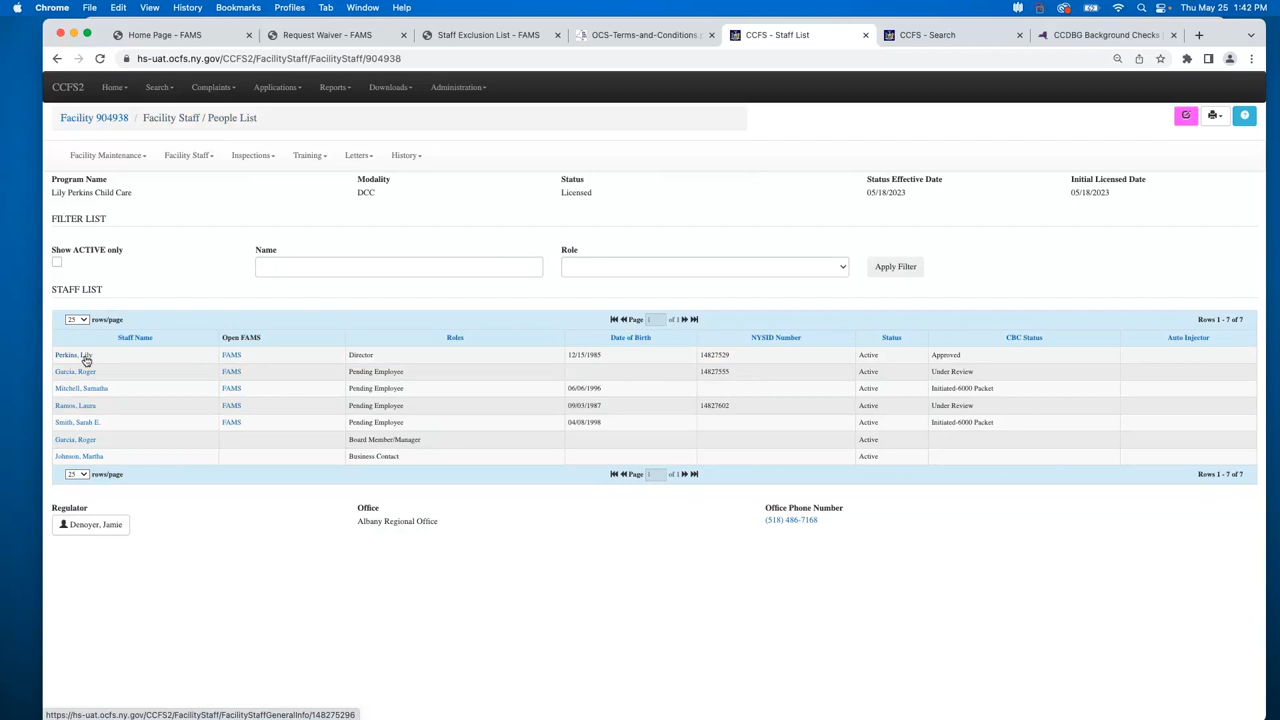 Chrome File Edit View History Bookmarks Profiles Tab Window Help Thu May 25 1:42 PM
Home Page - FAMS Request Waiver - FAMS Staff Exclusion List - FAMS OCS-Terms-and-Conditions. CCFS - Staff List CCFS - Search CCDBG Background Checks
hs-uat.ocfs.ny.gov/CCFS2/FacilityStaff/FacilityStaff/904938
CCFS2 Home Search Complaints Applications Reports Downloads Administration
Facility 904938 / Facility Staff / People List
Facility Maintenance Facility Staff Inspections Training Letters History
Program Name Modality Status Status Effective Date Initial Licensed Date
Lily Perkins Child Care DCC Licensed 05/18/2023 05/18/2023
FILTER LIST
Show ACTIVE only Name Role
Apply Filter
STAFF LIST
25 rows/page Page 1 of 1 Rows 1 - 7 of 7
Staff Name Open FAMS Roles Date of Birth NYSID Number Status CBC Status Auto Injector
Perkins, Lily FAMS Director 12/15/1985 14827529 Active Approved
Garcia, Roger FAMS Pending Employee 14827555 Active Under Review
Mitchell, Samatha FAMS Pending Employee 06/06/1996 Active Initiated-6000 Packet
Ramos, Laura FAMS Pending Employee 09/03/1987 14827602 Active Under Review
Smith, Sarah E. FAMS Pending Employee 04/08/1998 Active Initiated-6000 Packet
Garcia, Roger Board Member/Manager Active
Johnson, Martha Business Contact Active
25 rows/page Page 1 of 1 Rows 1 - 7 of 7
Regulator Office Office Phone Number
Denoyer, Jamie Albany Regional Office (518) 486-7168
https://hs-uat.ocfs.ny.gov/CCFS2/FacilityStaff/FacilityStaffGeneralInfo/148275296